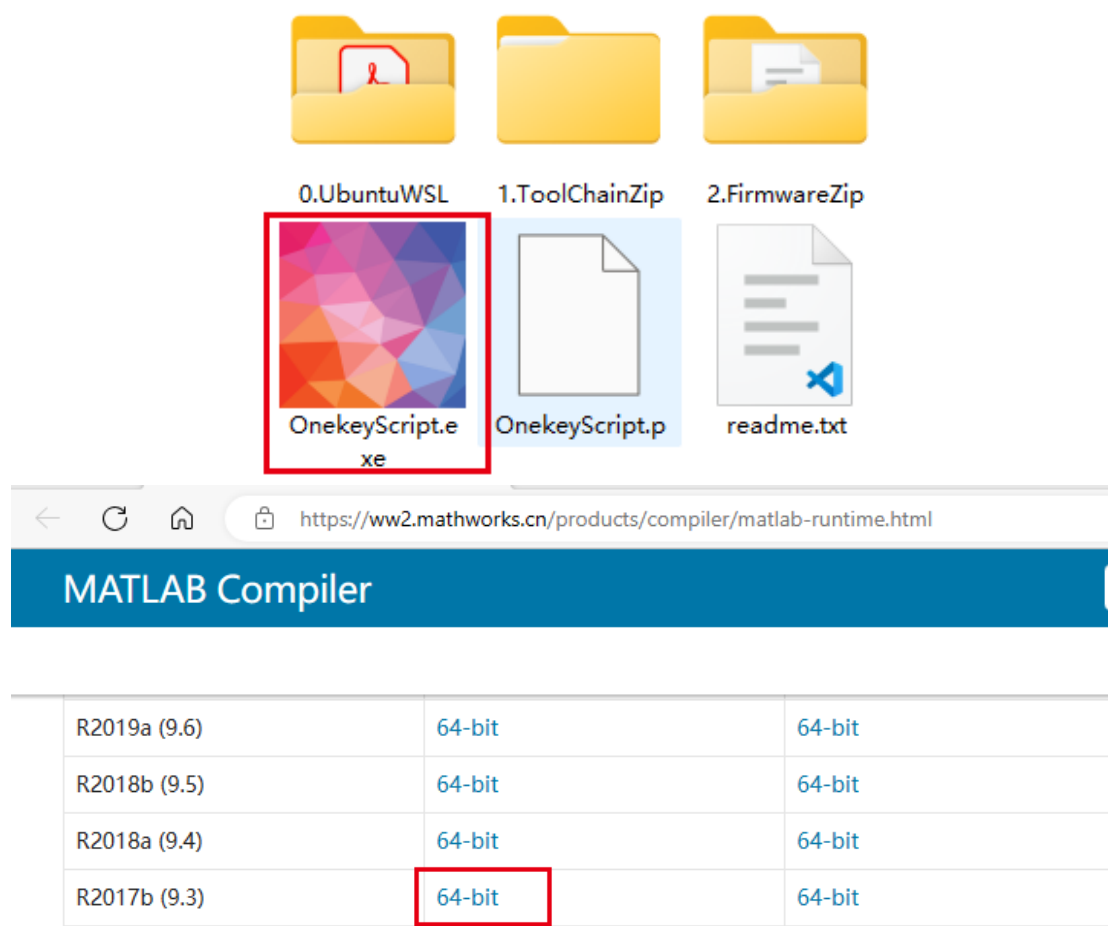 0.UbuntuWSL 1.ToolChainZip 2.FirmwareZip
OnekeyScript.e OnekeyScript.p readme.txt
xe
https://ww2.mathworks.cn/products/compiler/matlab-runtime.html
MATLAB Compiler
R2019a (9.6) 64-bit 64-bit
R2018b (9.5) 64-bit 64-bit
R2018a (9.4) 64-bit 64-bit
R2017b (9.3) 64-bit 64-bit